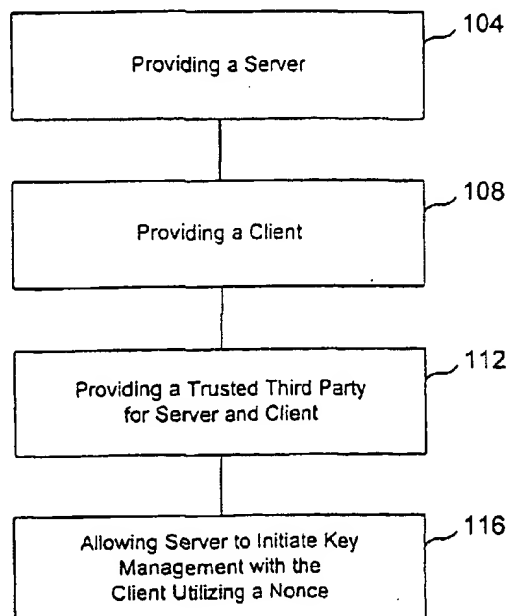 104
Providing a Server
108
Providing a Client
112
Providing a Trusted Third Party
for Server and Client
116
Allowing Server to Initiate Key
Management with the
Client Utilizing a Nonce